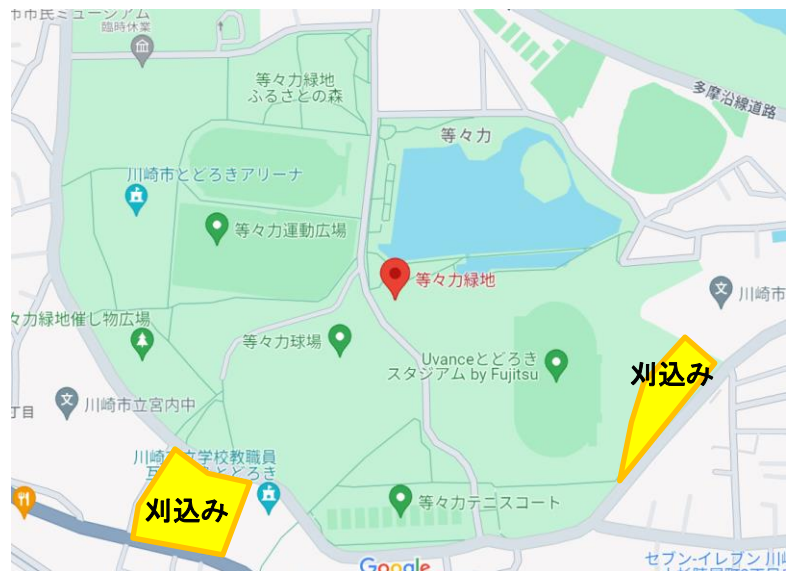 市市民ミュージアム
臨時休業
等々力緑地
ふるさとの森
多摩沿線道路
等々力
川崎市とどろきアリーナ
等々力運動広場
等々力緑地
川崎市
力緑地催し物広場
等々力球場
Uvanceとどろき
スタジアム by Fujitsu
刈込み
川崎市立宮内中
丁目
川崎 立学校教職員
互 とどろき
刈込み
等々力テニスコート
セブン-イレブン 川崎
Google